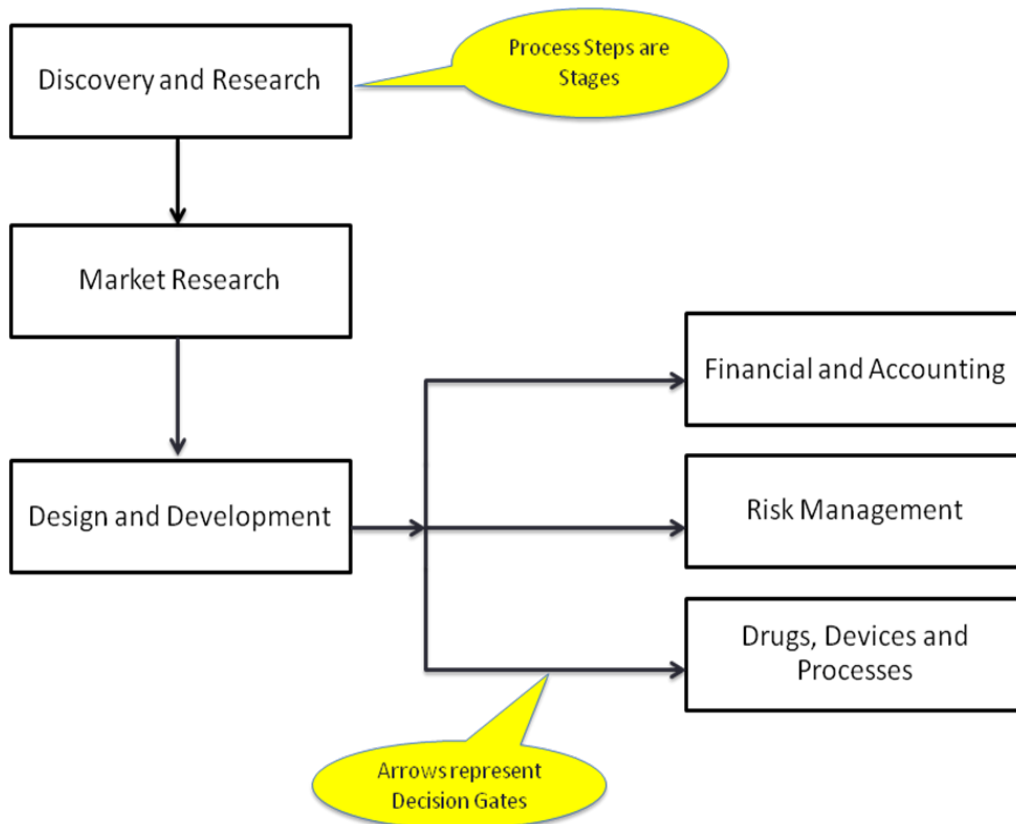 Discovery and Research
Process Steps are
Stages
Market Research
Financial and Accounting
Design and Development
Risk Management
Drugs, Devices and
Processes
Arrows represent
Decision Gates